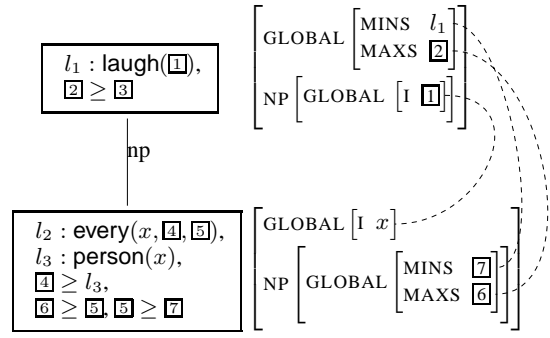 l₁ : laugh(1),
2 ≥ 3
GLOBAL [MINS l₁
MAXS 2]
NP [GLOBAL [I 1]]
np
l₂ : every(x, 4, 5),
l₃ : person(x),
4 ≥ l₃,
6 ≥ 5, 5 ≥ 7
GLOBAL [I x]
NP [GLOBAL [MINS 7
MAXS 6]]